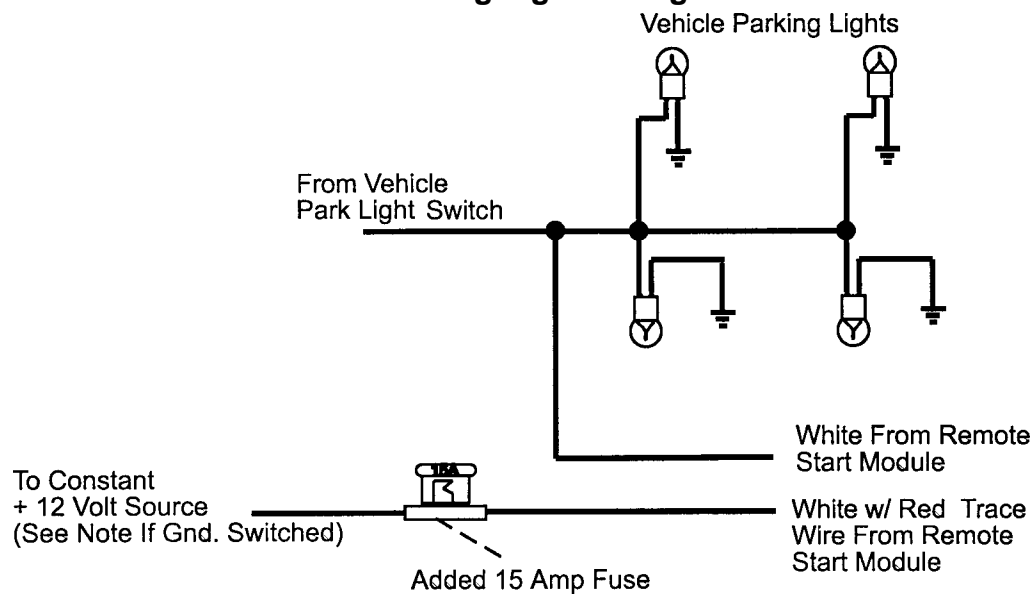 Vehicle Parking Lights
From Vehicle
Park Light Switch
White From Remote
Start Module
To Constant
+ 12 Volt Source
(See Note If Gnd. Switched)
15A
White w/ Red Trace
Wire From Remote
Start Module
Added 15 Amp Fuse